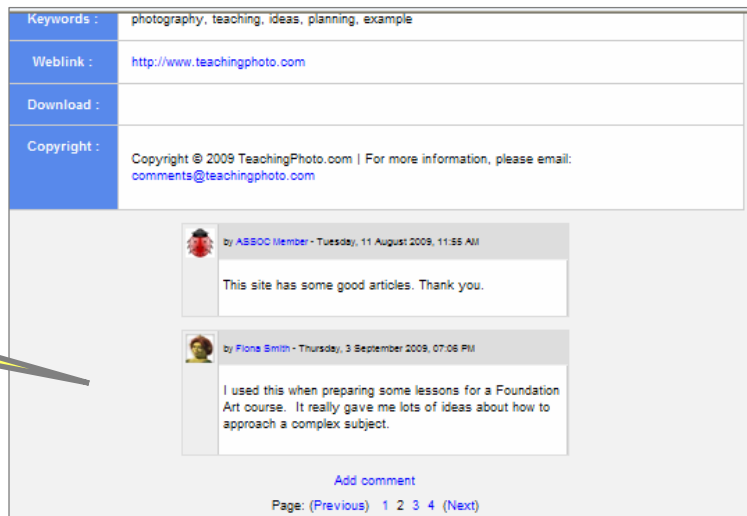 Keywords : photography, teaching, ideas, planning, example
Weblink : http://www.teachingphoto.com
Download :
Copyright : Copyright © 2009 TeachingPhoto.com | For more information, please email:
comments@teachingphoto.com
by ASSOC Member - Tuesday, 11 August 2009, 11:55 AM
This site has some good articles. Thank you.
by Fiona Smith - Thursday, 3 September 2009, 07:06 PM
I used this when preparing some lessons for a Foundation
Art course. It really gave me lots of ideas about how to
approach a complex subject.
Add comment
Page: (Previous) 1 2 3 4 (Next)